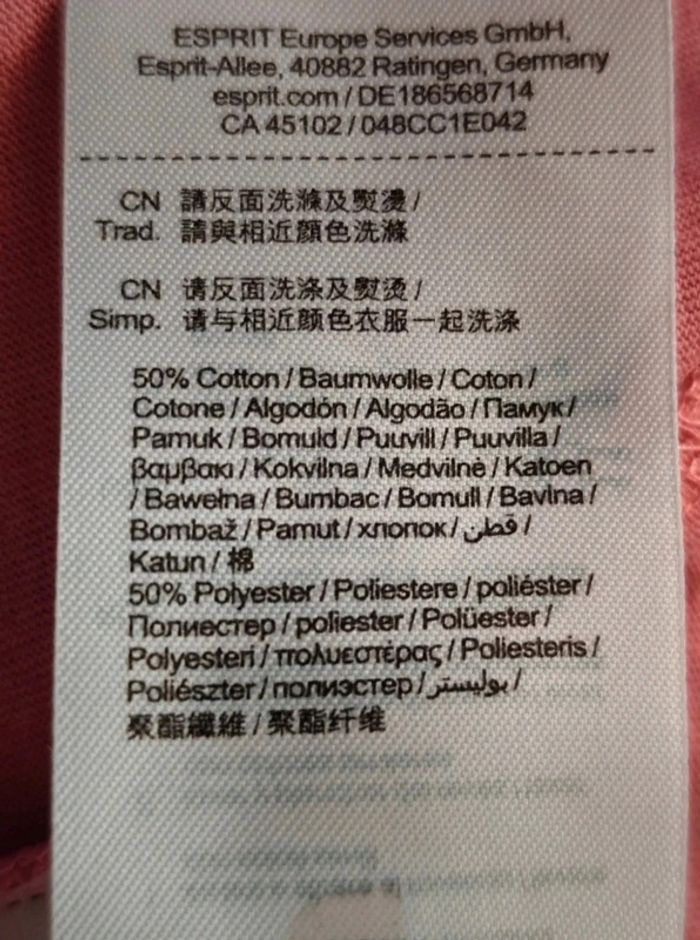 ESPRIT Europe Services GmbH,
Esprit-Allee, 40882 Ratingen, Germany
esprit.com / DE186568714
CA 45102 / 048CC1E042
CN 請反面洗滌及熨燙 /
Trad. 請與相近顏色洗滌
CN 请反面洗涤及熨烫 /
Simp. 请与相近颜色衣服一起洗涤
50% Cotton / Baumwolle / Coton /
Cotone / Algodón / Algodão / Памук /
Pamuk / Bomuld / Puuvill / Puuvilla /
βαμβακι / Kokvilna / Medvilnė / Katoen
/ Bawełna / Bumbac / Bomull / Bavlna /
Bombaž / Pamut / хлопок / قطن /
Katun / 棉
50% Polyester / Poliestere / poliéster /
Полиестер / poliester / Polüester /
Polyesteri / πολυεστέρας / Poliesteris /
Poliészter / полиэстер / بوليستر /
聚酯纖維 / 聚酯纤维